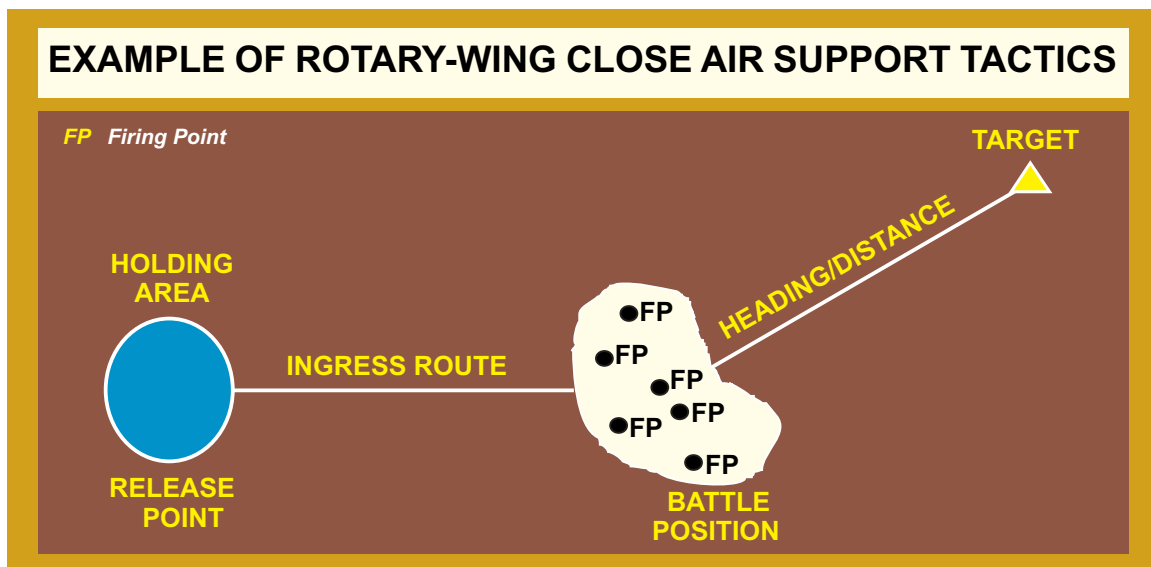 EXAMPLE OF ROTARY-WING CLOSE AIR SUPPORT TACTICS
FP Firing Point
TARGET
HEADING/DISTANCE
HOLDING
AREA
INGRESS ROUTE
FP
FP
FP
FP
FP
FP
RELEASE
POINT
BATTLE
POSITION